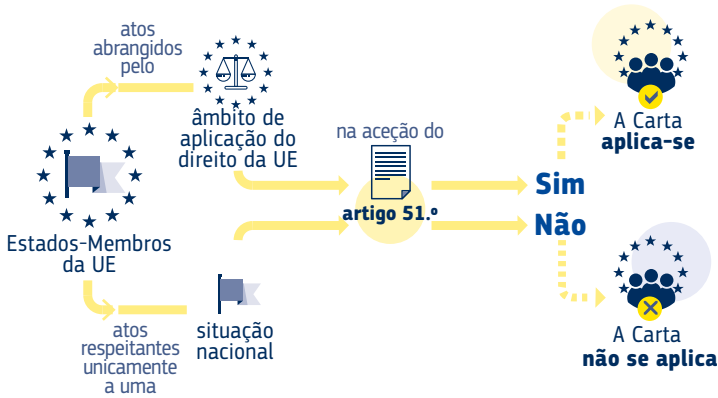 atos
abrangidos
pelo
âmbito de
aplicação do
direito da UE
Estados-Membros
da UE
atos
respeitantes
unicamente
a uma
situação
nacional
na aceção do
artigo 51.º
Sim
Não
A Carta
aplica-se
A Carta
não se aplica